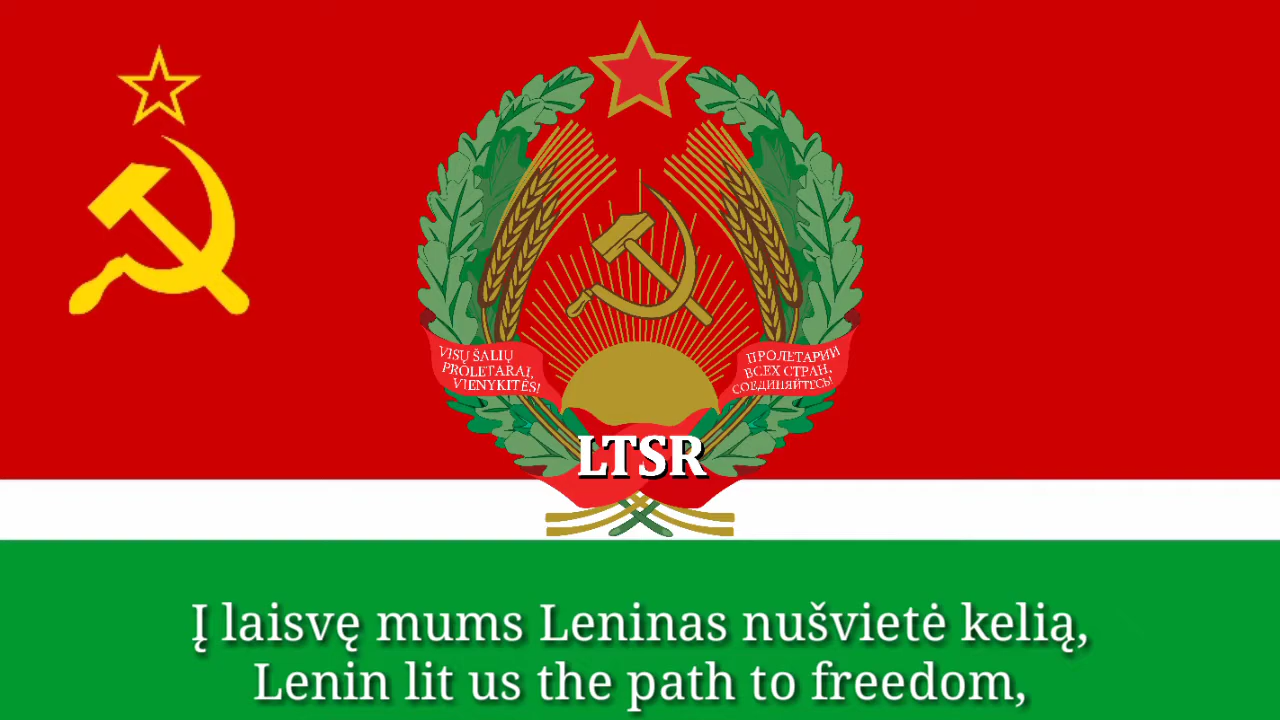 VISŲ ŠALIŲ
PROLETARAI,
VIENYKITĖS!
ПРОЛЕТАРИИ
ВСЕХ СТРАН,
СОЕДИНЯЙТЕСЬ!
LTSR
Į laisvę mums Leninas nušvietė kelią,
Lenin lit us the path to freedom,